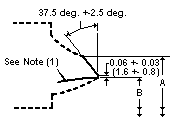 37.5 deg. +-2.5 deg.
See Note (1)
0.06 +- 0.03
(1.6 +- 0.8)
A
B